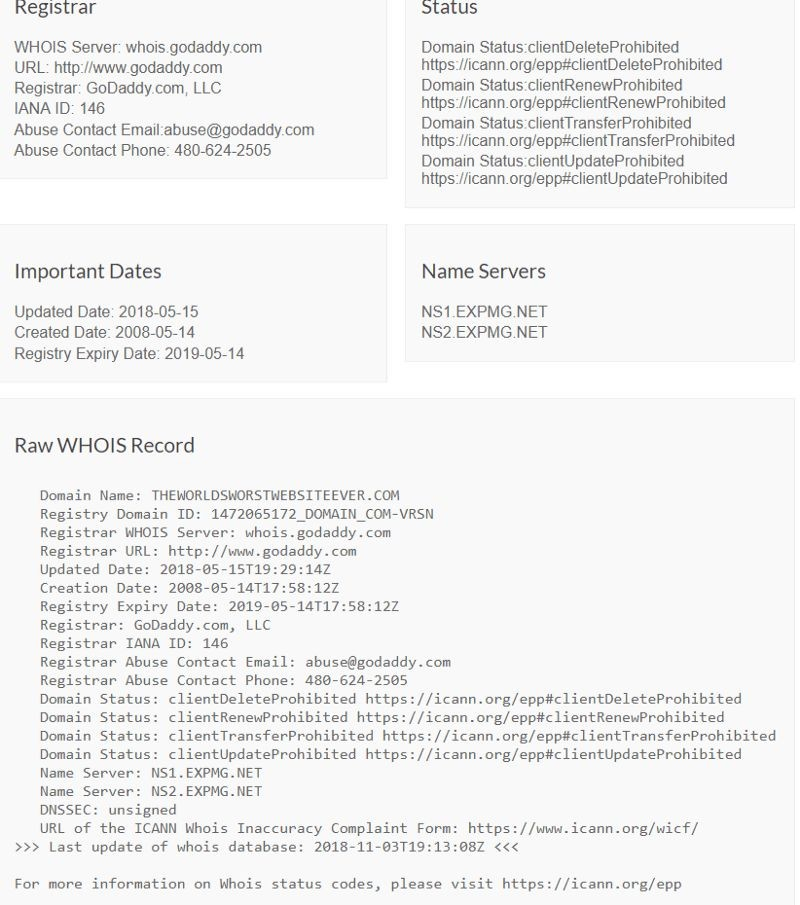 Registrar
WHOIS Server: whois.godaddy.com
URL: http://www.godaddy.com
Registrar: GoDaddy.com, LLC
IANA ID: 146
Abuse Contact Email:abuse@godaddy.com
Abuse Contact Phone: 480-624-2505
Status
Domain Status:clientDeleteProhibited
https://icann.org/epp#clientDeleteProhibited
Domain Status:clientRenewProhibited
https://icann.org/epp#clientRenewProhibited
Domain Status:clientTransferProhibited
https://icann.org/epp#clientTransferProhibited
Domain Status:clientUpdateProhibited
https://icann.org/epp#clientUpdateProhibited
Important Dates
Updated Date: 2018-05-15
Created Date: 2008-05-14
Registry Expiry Date: 2019-05-14
Name Servers
NS1.EXPMG.NET
NS2.EXPMG.NET
Raw WHOIS Record
Domain Name: THEWORLDSWORSTWEBSITEEVER.COM
Registry Domain ID: 1472065172_DOMAIN_COM-VRSN
Registrar WHOIS Server: whois.godaddy.com
Registrar URL: http://www.godaddy.com
Updated Date: 2018-05-15T19:29:14Z
Creation Date: 2008-05-14T17:58:12Z
Registry Expiry Date: 2019-05-14T17:58:12Z
Registrar: GoDaddy.com, LLC
Registrar IANA ID: 146
Registrar Abuse Contact Email: abuse@godaddy.com
Registrar Abuse Contact Phone: 480-624-2505
Domain Status: clientDeleteProhibited https://icann.org/epp#clientDeleteProhibited
Domain Status: clientRenewProhibited https://icann.org/epp#clientRenewProhibited
Domain Status: clientTransferProhibited https://icann.org/epp#clientTransferProhibited
Domain Status: clientUpdateProhibited https://icann.org/epp#clientUpdateProhibited
Name Server: NS1.EXPMG.NET
Name Server: NS2.EXPMG.NET
DNSSEC: unsigned
URL of the ICANN Whois Inaccuracy Complaint Form: https://www.icann.org/wicf/
>>> Last update of whois database: 2018-11-03T19:13:08Z <<<
For more information on Whois status codes, please visit https://icann.org/epp